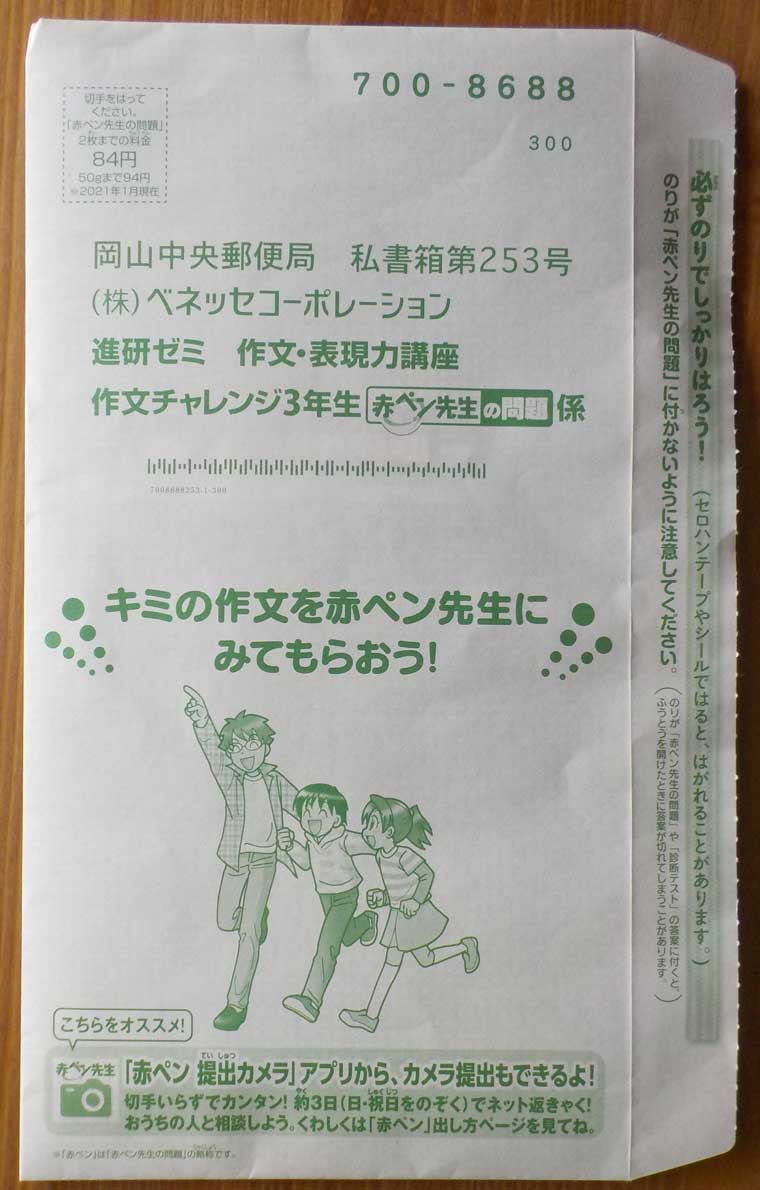 700-8688
300
切手をはって
ください。
「赤ペン先生の問題」
2枚までの料金
84円
50gまで94円
※2021年1月現在
岡山中央郵便局 私書箱第253号
(株)ベネッセコーポレーション
進研ゼミ 作文・表現力講座
作文チャレンジ3年生 赤ペン先生の問題 係
7008688253-1-300
キミの作文を赤ペン先生に
みてもらおう!
こちらをオススメ!
赤ペン先生
「赤ペン 提出カメラ」アプリから、カメラ提出もできるよ!
切手いらずでカンタン! 約3日(日・祝日をのぞく)でネット返きゃく!
おうちの人と相談しよう。くわしくは「赤ペン」出し方ページを見てね。
※「赤ペン」は「赤ペン先生の問題」の略称です。
必ずのりでしっかりはろう! (セロハンテープやシールではると、はがれることがあります。)
のりが「赤ペン先生の問題」に付かないように注意してください。
(のりが「赤ペン先生の問題」や「診断テスト」の答案に付くと、
ふうとうを開けたときに答案が切れてしまうことがあります。)